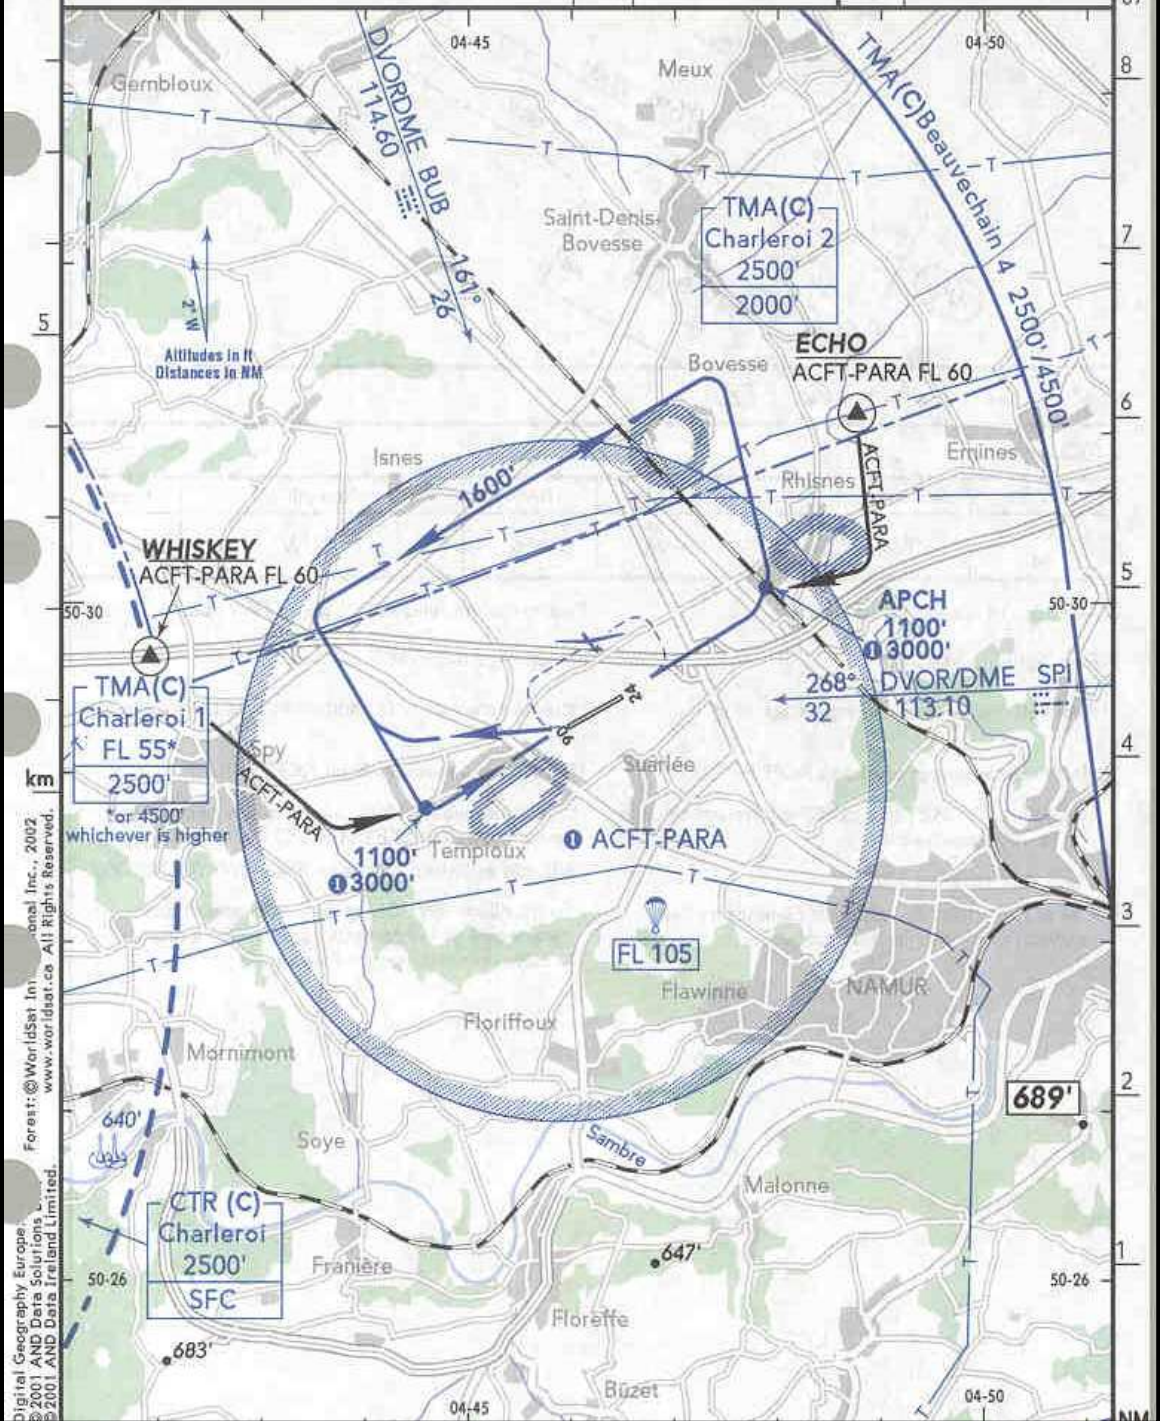 04-45
04-50
8
Gembloux
Meux
DVORDME BUB
114.60
TMA(C)Beauvechain 4 2500'/4500'
Saint-Denis-
Bovesse
TMA(C)
Charleroi 2
2500'
2000'
7
161°
26
2° W
5
Altitudes in ft
Distances in NM
ECHO
ACFT-PARA FL 60
Bovesse
6
Isnes
Emines
1600'
Rhisnes
ACFT-PARA
WHISKEY
ACFT-PARA FL 60
5
50-30
50-30
APCH
1100'
3000'
268°
32
DVOR/DME SPI
113.10
24
06
TMA(C)
Charleroi 1
FL 55*
2500'
*or 4500'
whichever is higher
Spy
ACFT-PARA
Suarlée
4
km
1100'
3000'
Temploux
ACFT-PARA
T
3
FL 105
Flawinne
NAMUR
Floriffoux
Mornimont
2
689'
640'
Soye
Sambre
Malonne
CTR (C)
Charleroi
2500'
SFC
Franière
647'
1
50-26
50-26
Floreffe
683'
Buzet
04-45
04-50
NM
Digital Geography Europe:
© 2001 AND Data Solutions
© 2001 AND Data Ireland Limited.
Forest: © WorldSat
onal Inc., 2002
www.worldsat.ca All Rights Reserved.